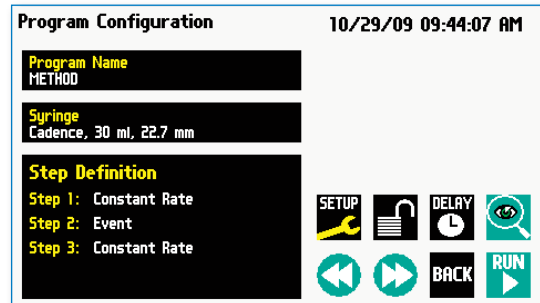 Program Configuration
10/29/09 09:44:07 AM
Program Name
METHOD
Syringe
Cadence, 30 ml, 22.7 mm
Step Definition
Step 1: Constant Rate
Step 2: Event
Step 3: Constant Rate
SETUP
DELAY
BACK
RUN